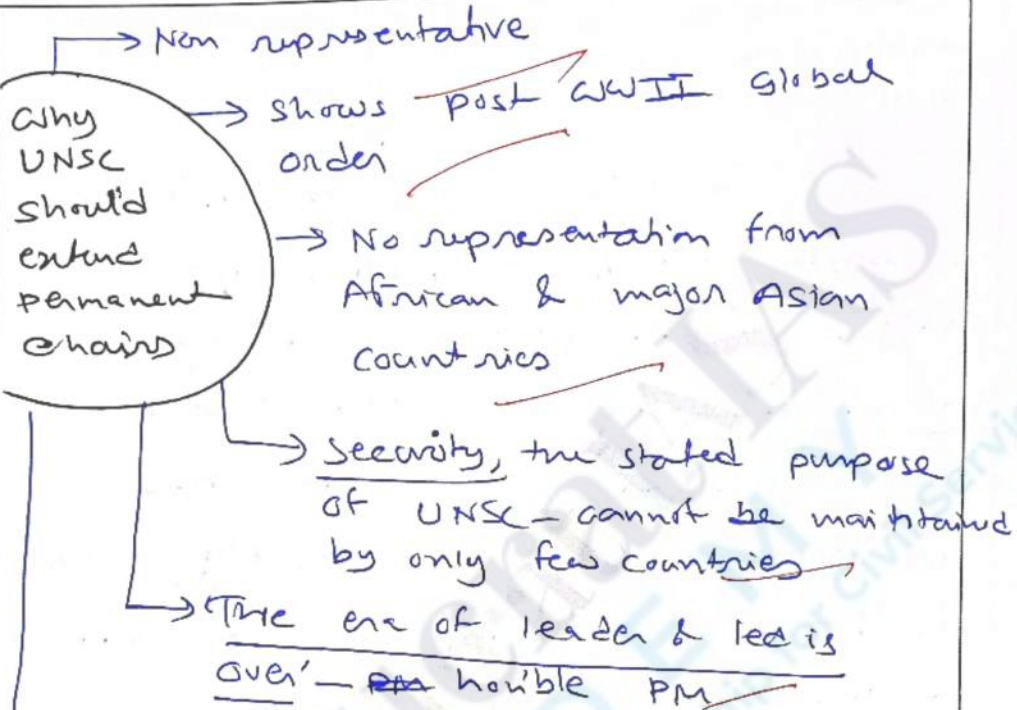 Why
UNSC
should
extend
permanent
chairs
→ Non representative
→ shows post WWII global
order
→ No representation from
African & major Asian
countries
→ Security, the stated purpose
of UNSC - cannot be maintained
by only few countries
→ 'The era of leader & led is
over' - hon'ble PM
IAS